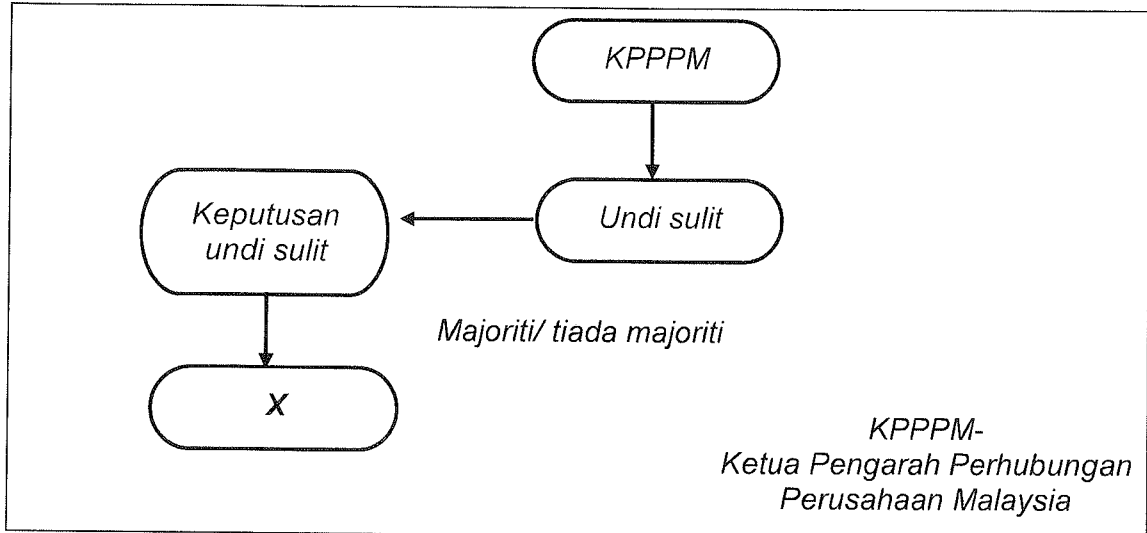 KPPPM
Undi sulit
Keputusan
undi sulit
Majoriti/ tiada majoriti
X
KPPPM-
Ketua Pengarah Perhubungan
Perusahaan Malaysia